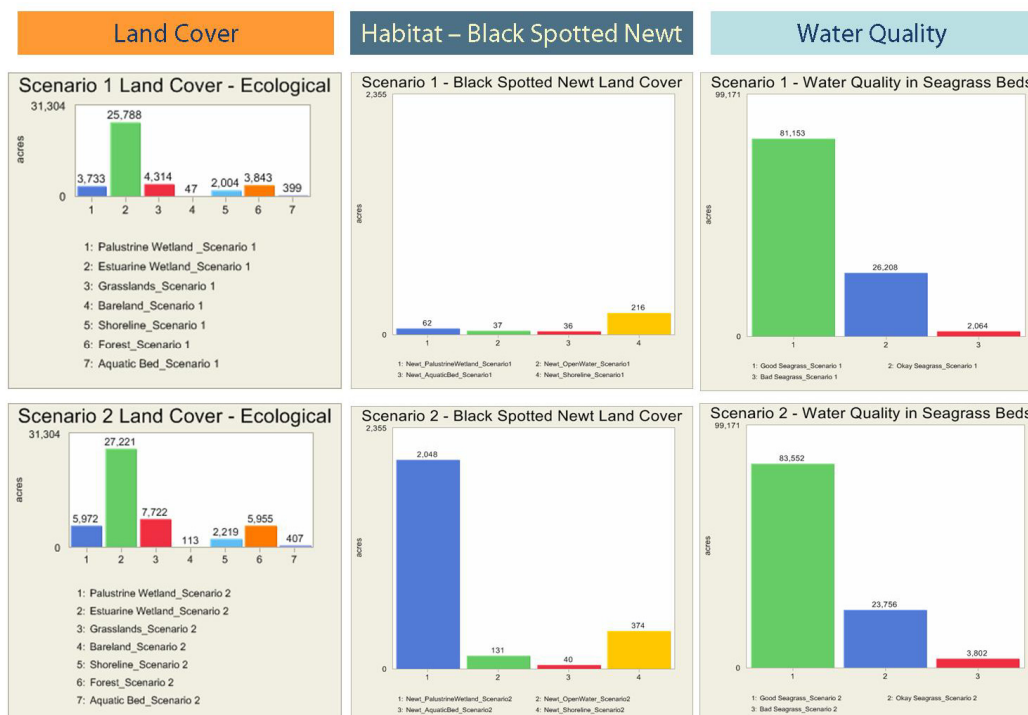 Land Cover
Habitat – Black Spotted Newt
Water Quality
Scenario 1 Land Cover - Ecological
31,304
acres
0
3,733
25,788
4,314
47
2,004
3,843
399
1 2 3 4 5 6 7
1: Palustrine Wetland _Scenario 1
2: Estuarine Wetland_Scenario 1
3: Grasslands_Scenario 1
4: Bareland_Scenario 1
5: Shoreline_Scenario 1
6: Forest_Scenario 1
7: Aquatic Bed_Scenario 1
Scenario 1 - Black Spotted Newt Land Cover
2,355
acres
0
62
37
36
216
1 2 3 4
1: Newt_PalustrineWetland_Scenario1 2: Newt_OpenWater_Scenario1
3: Newt_AquaticBed_Scenario1 4: Newt_Shoreline_Scenario1
Scenario 1 - Water Quality in Seagrass Beds
99,171
acres
0
81,153
26,208
2,064
1 2 3
1: Good Seagrass_Scenario 1 2: Okay Seagrass_Scenario 1
3: Bad Seagrass_Scenario 1
Scenario 2 Land Cover - Ecological
31,304
acres
0
5,972
27,221
7,722
113
2,219
5,955
407
1 2 3 4 5 6 7
1: Palustrine Wetland_Scenario 2
2: Estuarine Wetland_Scenario 2
3: Grasslands_Scenario 2
4: Bareland_Scenario 2
5: Shoreline_Scenario 2
6: Forest_Scenario 2
7: Aquatic Bed_Scenario 2
Scenario 2 - Black Spotted Newt Land Cover
2,355
acres
0
2,048
131
40
374
1 2 3 4
1: Newt_PalustrineWetland_Scenario2 2: Newt_OpenWater_Scenario2
3: Newt_AquaticBed_Scenario2 4: Newt_Shoreline_Scenario2
Scenario 2 - Water Quality in Seagrass Beds
99,171
acres
0
83,552
23,756
3,802
1 2 3
1: Good Seagrass_Scenario 2 2: Okay Seagrass_Scenario 2
3: Bad Seagrass_Scenario 2